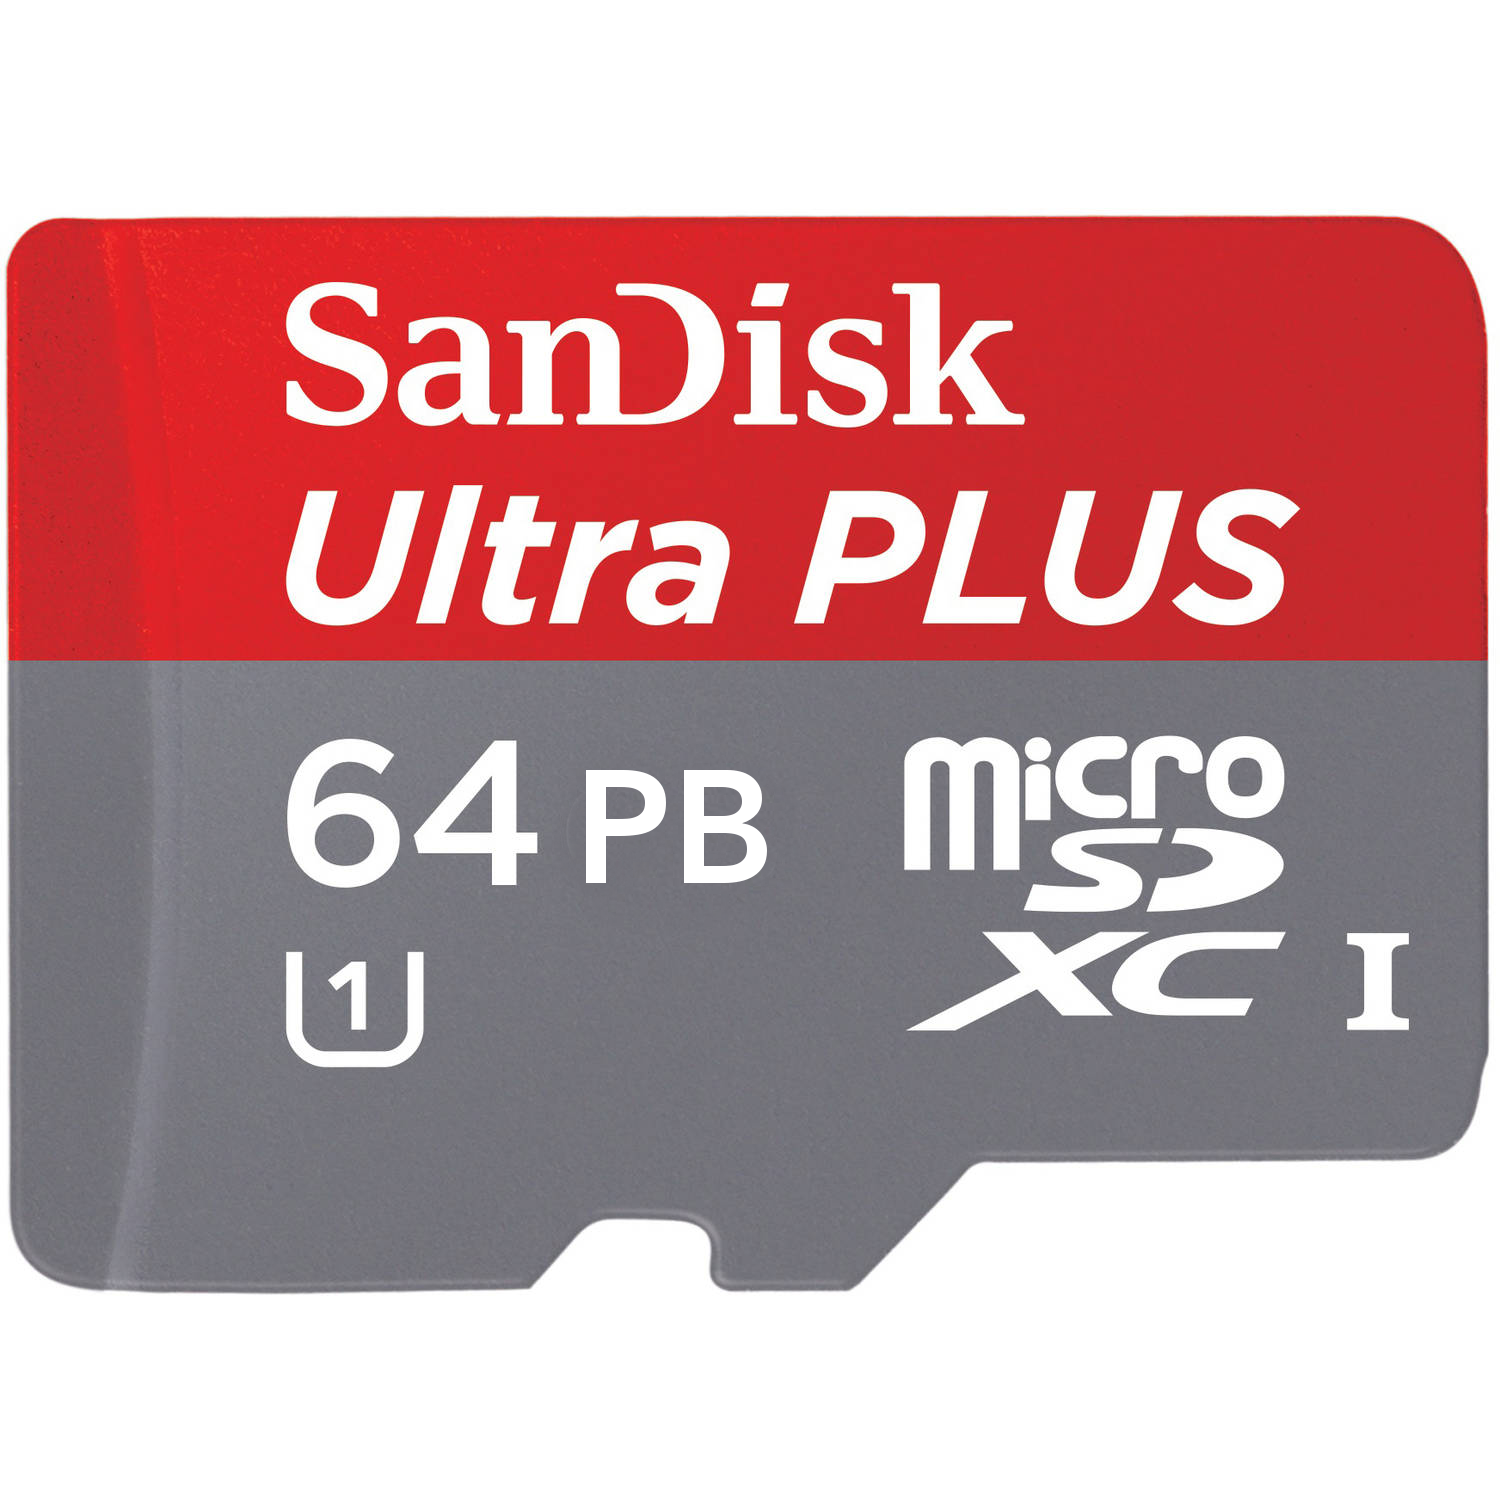 SanDisk
Ultra PLUS
64 PB
micro
SD
XC I
1